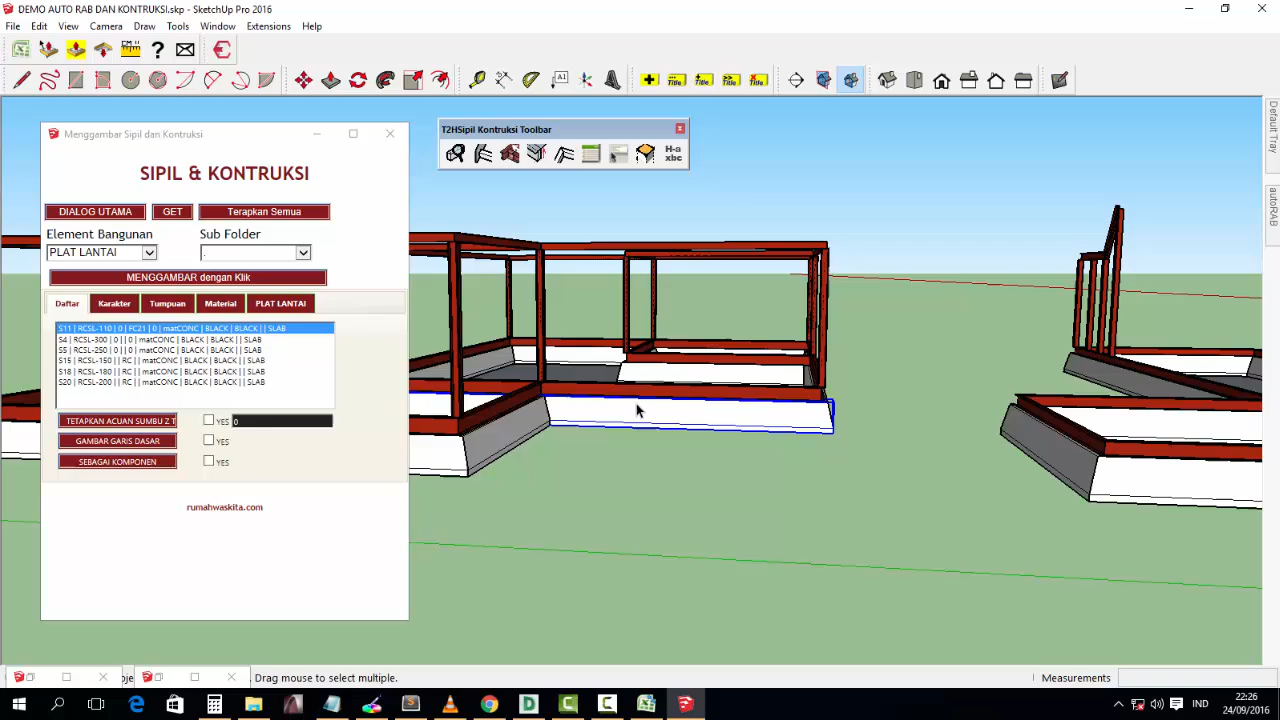 DEMO AUTO RAB DAN KONTRUKSI.skp - SketchUp Pro 2016
File Edit View Camera Draw Tools Window Extensions Help
A1
Title Title Title Title
Menggambar Sipil dan Kontruksi
T2HSipil Kontruksi Toolbar
H-a
xbc
Default Tray
autoRAB
SIPIL & KONTRUKSI
DIALOG UTAMA GET Terapkan Semua
Element Bangunan Sub Folder
PLAT LANTAI .
MENGGAMBAR dengan Klik
Daftar Karakter Tumpuan Material PLAT LANTAI
S11 | RCSL-110 | 0 | FC21 | 0 | matCONC | BLACK | BLACK | | SLAB
S4 | RCSL-300 | 0 | | 0 | matCONC | BLACK | BLACK | | SLAB
S5 | RCSL-250 | 0 | | 0 | matCONC | BLACK | BLACK | | SLAB
S15 | RCSL-150 | | RC | | matCONC | BLACK | BLACK | | SLAB
S18 | RCSL-180 | | RC | | matCONC | BLACK | BLACK | | SLAB
S20 | RCSL-200 | | RC | | matCONC | BLACK | BLACK | | SLAB
TETAPKAN ACUAN SUMBU Z T YES 0
GAMBAR GARIS DASAR YES
SEBAGAI KOMPONEN YES
rumahwaskita.com
Drag mouse to select multiple.
Measurements
IND
22:26
24/09/2016